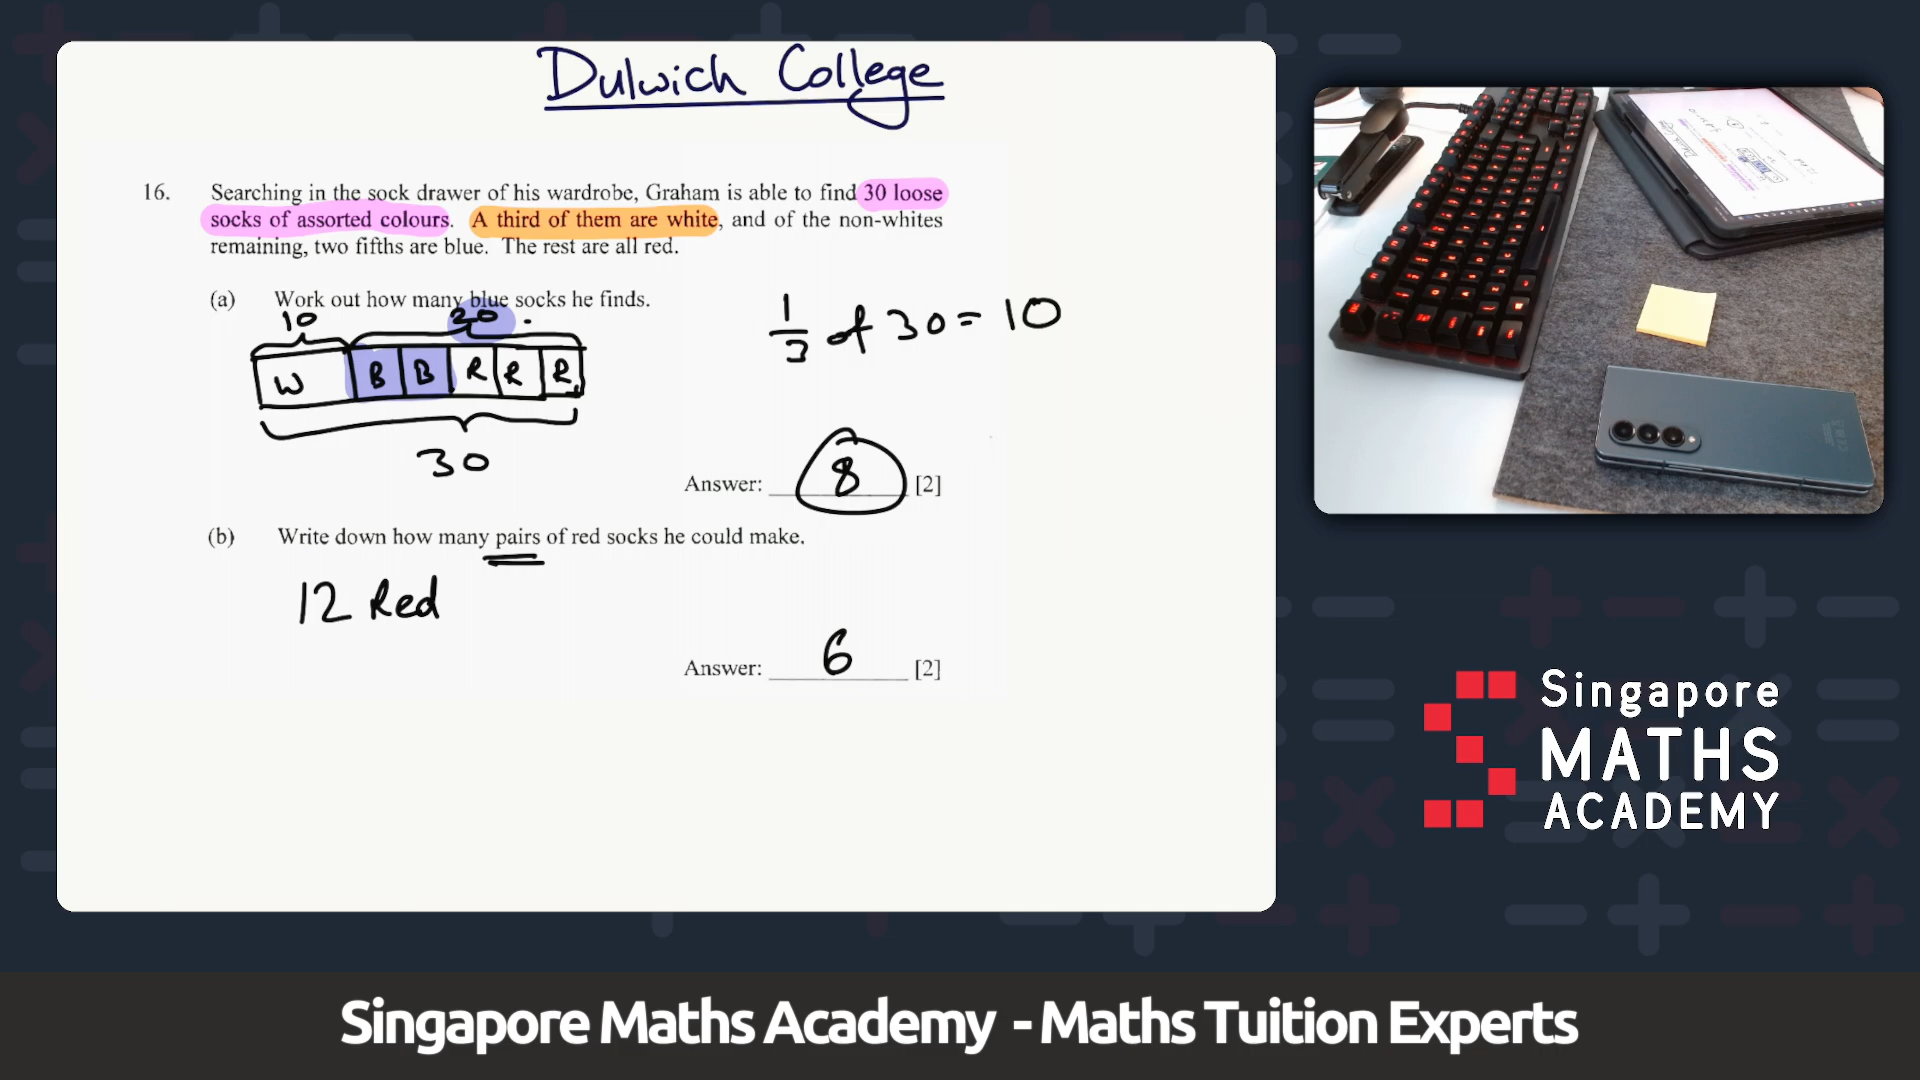 Dulwich College
16. Searching in the sock drawer of his wardrobe, Graham is able to find 30 loose
socks of assorted colours. A third of them are white, and of the non-whites
remaining, two fifths are blue. The rest are all red.
(a) Work out how many blue socks he finds.
10 20
1/3 of 30 = 10
W B B R R R
30
Answer: 8 [2]
(b) Write down how many pairs of red socks he could make.
12 Red
Answer: 6 [2]
Singapore
MATHS
ACADEMY
Singapore Maths Academy - Maths Tuition Experts